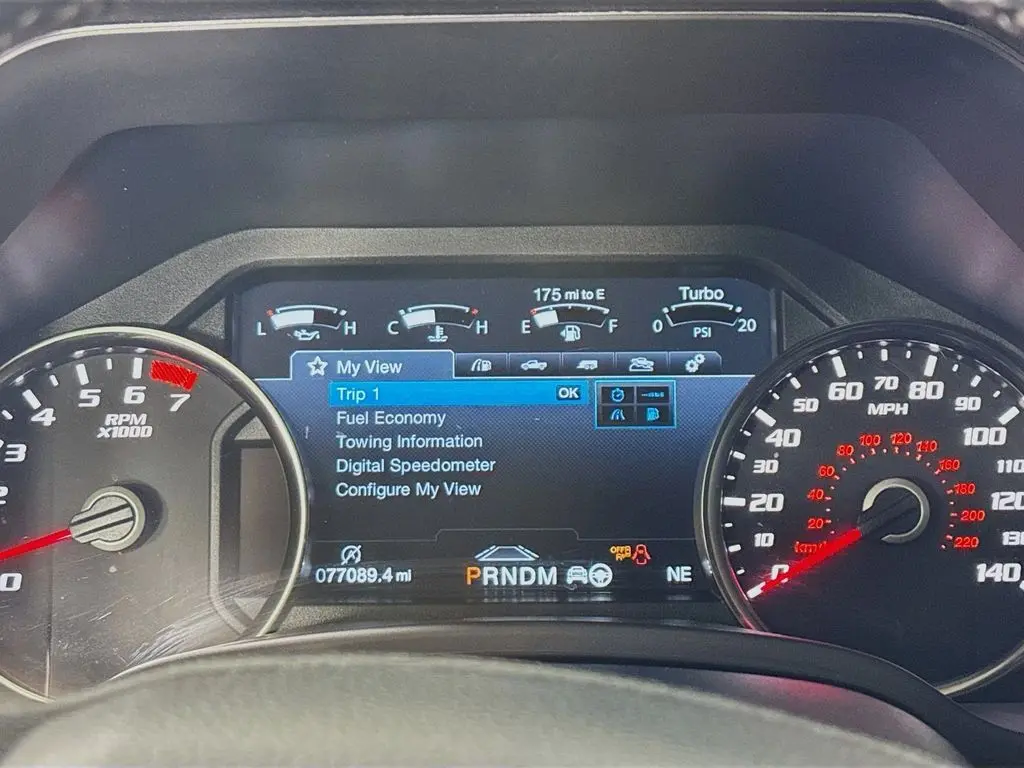 175 mi to E
Turbo
L H
C H
E F
0 20
PSI
My View
Trip 1 OK
Fuel Economy
Towing Information
Digital Speedometer
Configure My View
077089.4 mi
PRNDM
OFF
NE
0 2 3 4 5 6 7
RPM
X1000
0 10 20 30 40 50 60 70 80 90 100 110 120 130 140
MPH
20 40 60 80 100 120 140 160 180 200 220
km/h